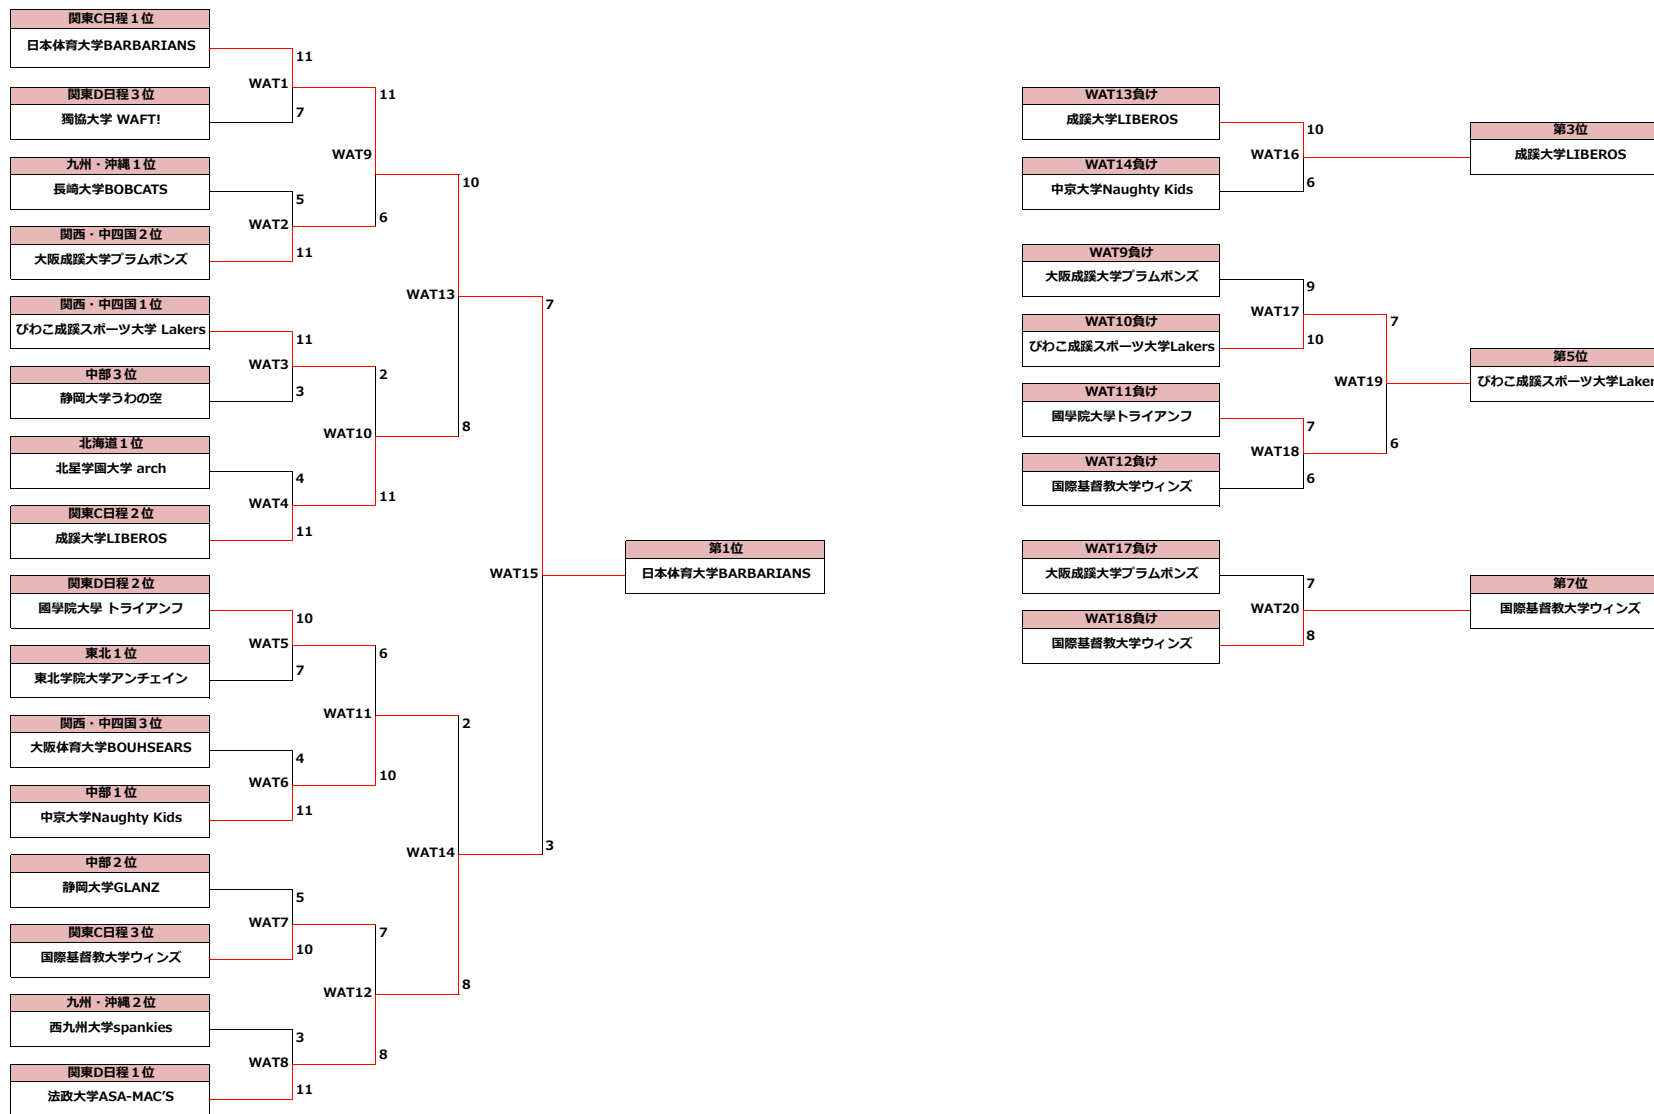 関東C日程１位
日本体育大学BARBARIANS
11
WAT1
関東D日程３位
獨協大学 WAFT!
7
11
WAT9
九州・沖縄１位
長崎大学BOBCATS
5
WAT2
関西・中四国２位
大阪成蹊大学プラムポンズ
11
6
10
WAT13
関西・中四国１位
びわこ成蹊スポーツ大学 Lakers
11
WAT3
中部３位
静岡大学うわの空
3
2
WAT10
北海道１位
北星学園大学 arch
4
WAT4
関東C日程２位
成蹊大学LIBEROS
11
11
8
7
WAT15
関東D日程２位
國學院大學 トライアンフ
10
WAT5
東北１位
東北学院大学アンチェイン
7
6
WAT11
関西・中四国３位
大阪体育大学BOUHSEARS
4
WAT6
中部１位
中京大学Naughty Kids
11
10
2
WAT14
中部２位
静岡大学GLANZ
5
WAT7
関東C日程３位
国際基督教大学ウィンズ
10
7
WAT12
九州・沖縄２位
西九州大学spankies
3
WAT8
関東D日程１位
法政大学ASA-MAC’S
11
8
8
3
第1位
日本体育大学BARBARIANS
WAT13負け
成蹊大学LIBEROS
10
WAT16
WAT14負け
中京大学Naughty Kids
6
第3位
成蹊大学LIBEROS
WAT9負け
大阪成蹊大学プラムポンズ
9
WAT17
WAT10負け
びわこ成蹊スポーツ大学Lakers
10
7
WAT19
WAT11負け
國學院大學トライアンフ
7
WAT18
WAT12負け
国際基督教大学ウィンズ
6
6
第5位
びわこ成蹊スポーツ大学Laker
WAT17負け
大阪成蹊大学プラムポンズ
7
WAT20
WAT18負け
国際基督教大学ウィンズ
8
第7位
国際基督教大学ウィンズ